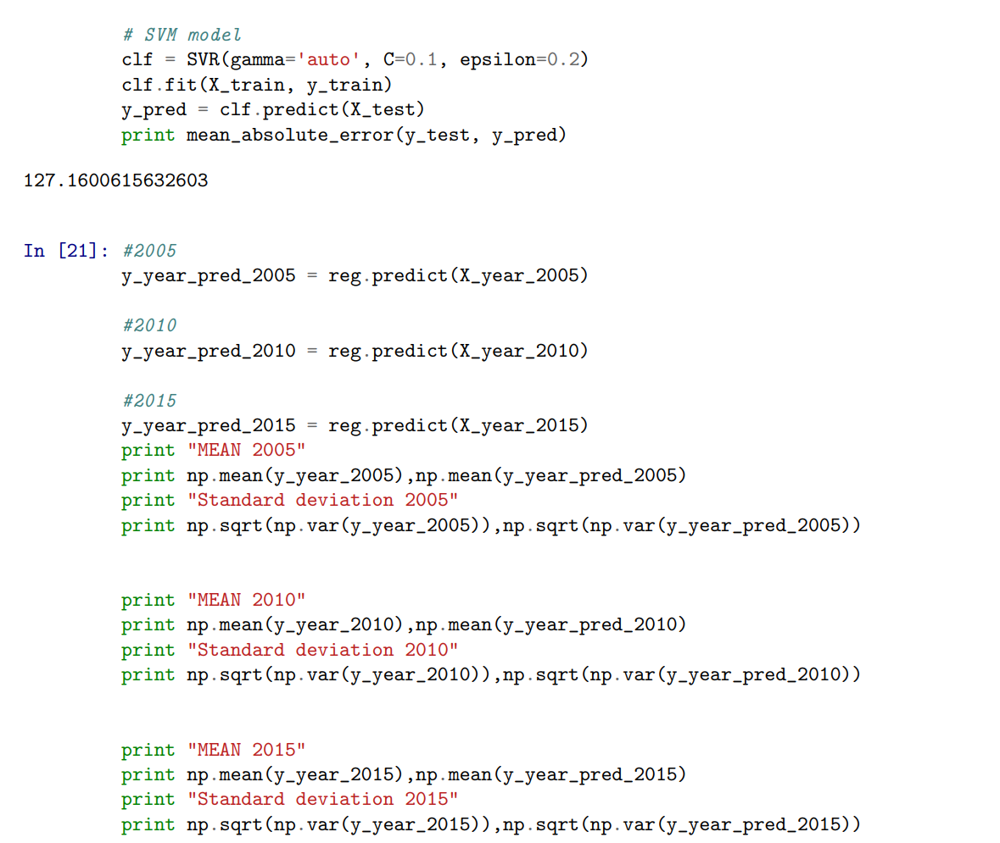 # SVM model
clf = SVR(gamma='auto', C=0.1, epsilon=0.2)
clf.fit(X_train, y_train)
y_pred = clf.predict(X_test)
print mean_absolute_error(y_test, y_pred)
127.1600615632603
In [21]: #2005
y_year_pred_2005 = reg.predict(X_year_2005)
#2010
y_year_pred_2010 = reg.predict(X_year_2010)
#2015
y_year_pred_2015 = reg.predict(X_year_2015)
print "MEAN 2005"
print np.mean(y_year_2005),np.mean(y_year_pred_2005)
print "Standard deviation 2005"
print np.sqrt(np.var(y_year_2005)),np.sqrt(np.var(y_year_pred_2005))
print "MEAN 2010"
print np.mean(y_year_2010),np.mean(y_year_pred_2010)
print "Standard deviation 2010"
print np.sqrt(np.var(y_year_2010)),np.sqrt(np.var(y_year_pred_2010))
print "MEAN 2015"
print np.mean(y_year_2015),np.mean(y_year_pred_2015)
print "Standard deviation 2015"
print np.sqrt(np.var(y_year_2015)),np.sqrt(np.var(y_year_pred_2015))